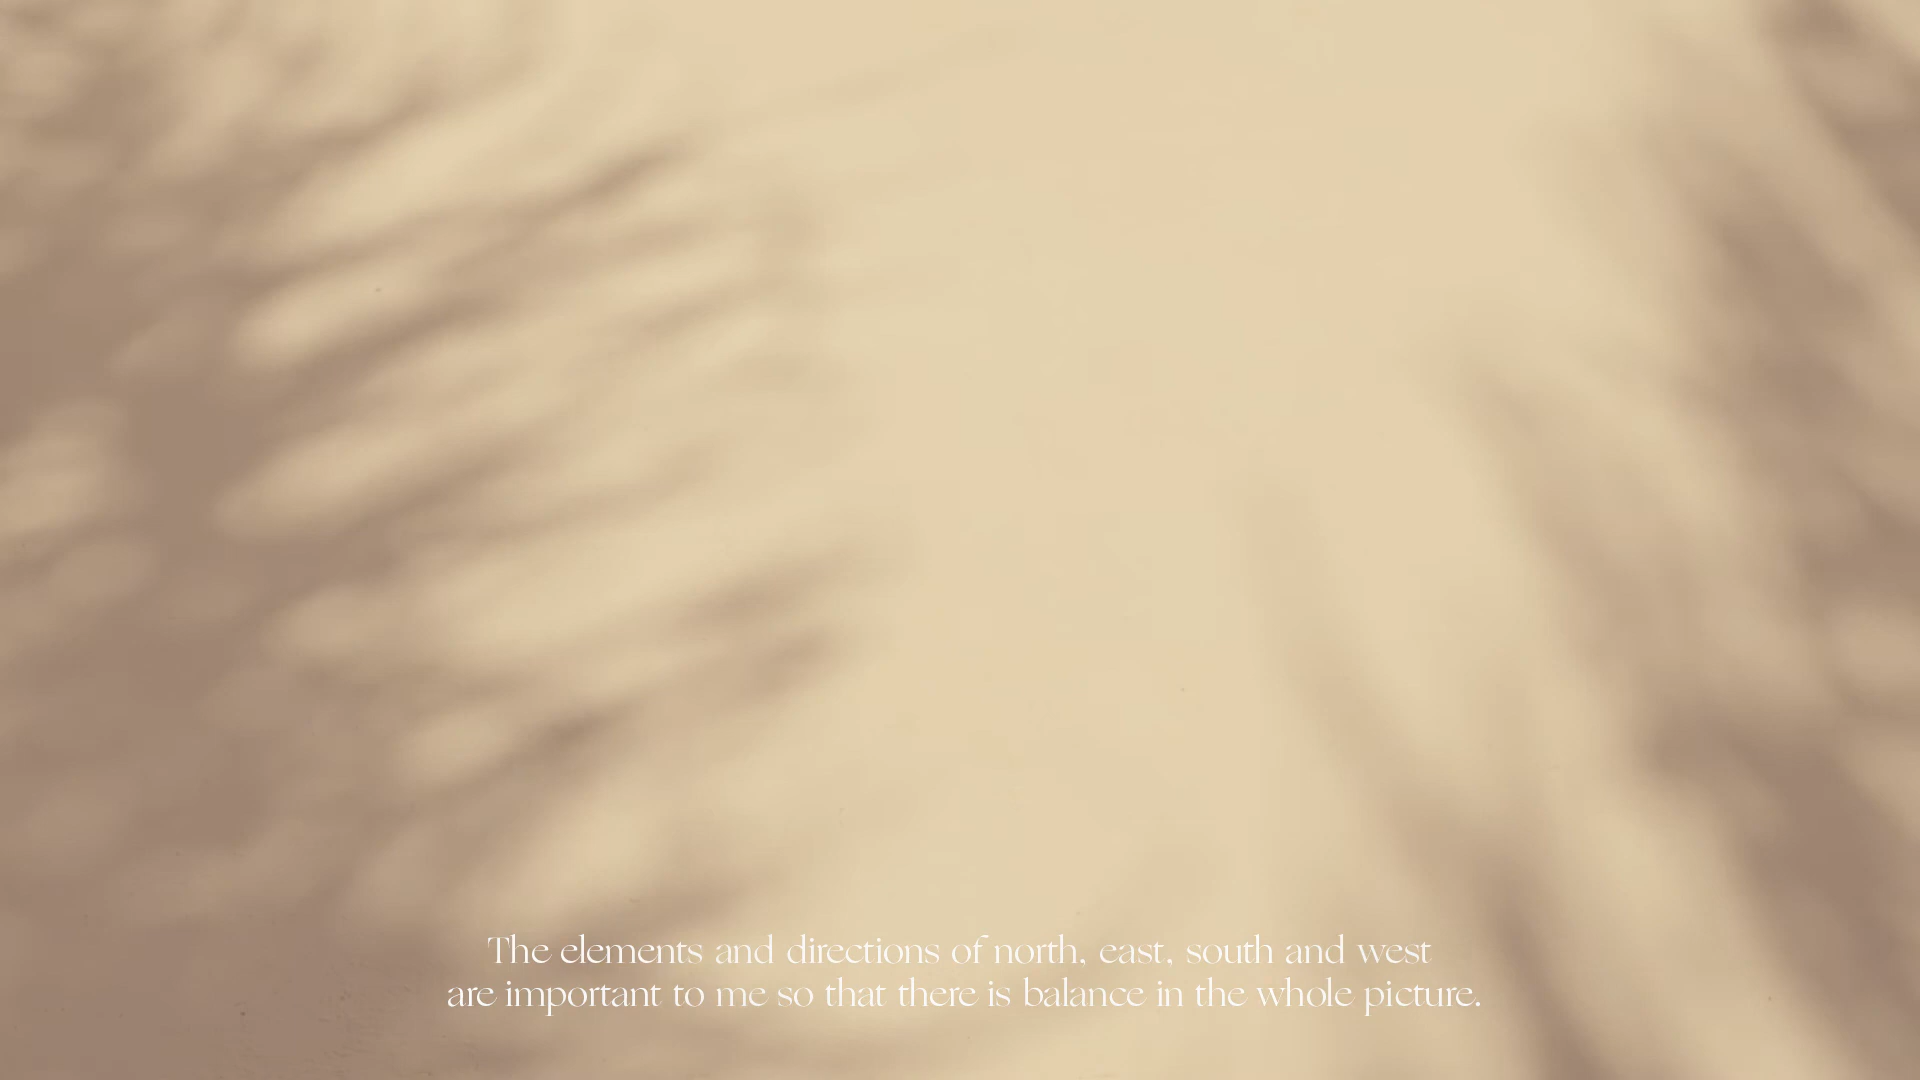 The elements and directions of north, east, south and west
are important to me so that there is balance in the whole picture.